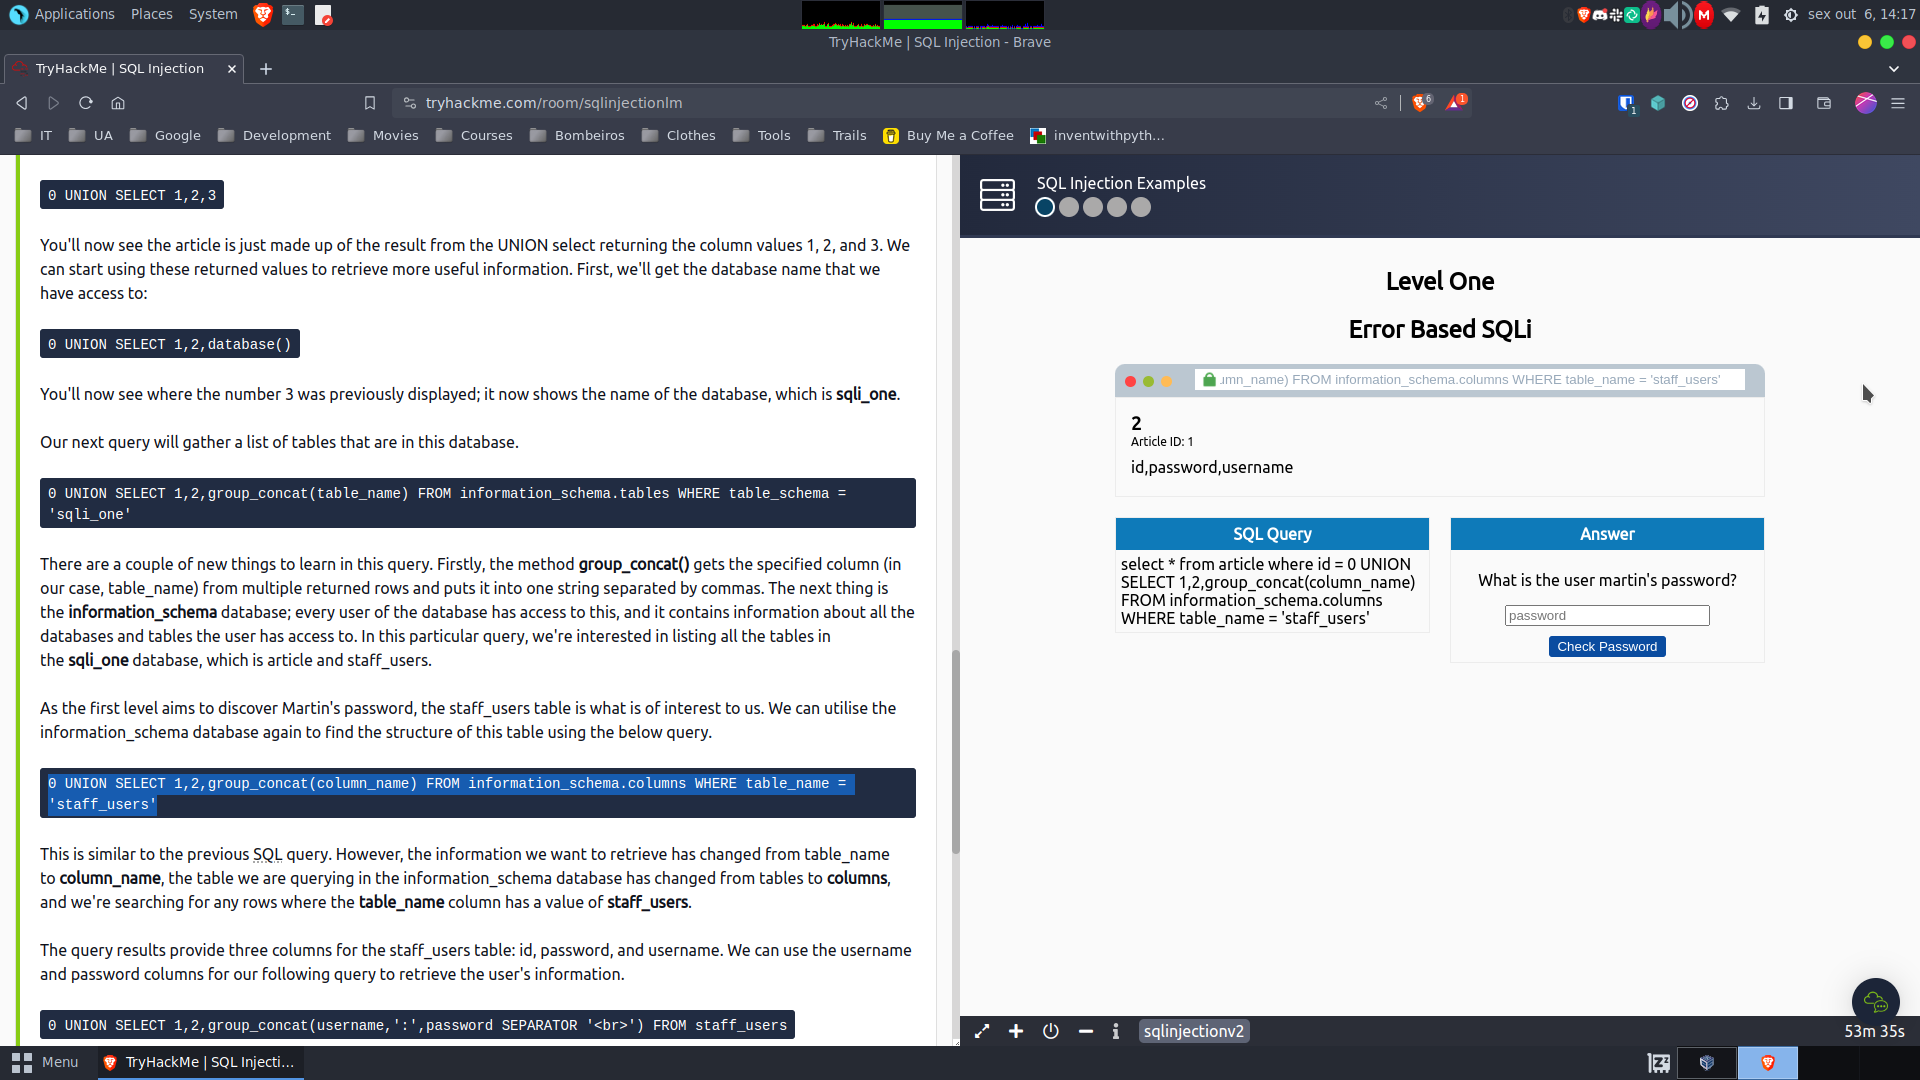 Applications Places System sex out 6, 14:17
TryHackMe | SQL Injection - Brave
TryHackMe | SQL Injection
tryhackme.com/room/sqlinjectionlm 6 1 1
IT UA Google Development Movies Courses Bombeiros Clothes Tools Trails Buy Me a Coffee inventwithpyth...
0 UNION SELECT 1,2,3
You'll now see the article is just made up of the result from the UNION select returning the column values 1, 2, and 3. We
can start using these returned values to retrieve more useful information. First, we'll get the database name that we
have access to:
0 UNION SELECT 1,2,database()
You'll now see where the number 3 was previously displayed; it now shows the name of the database, which is sqli_one.
Our next query will gather a list of tables that are in this database.
0 UNION SELECT 1,2,group_concat(table_name) FROM information_schema.tables WHERE table_schema =
'sqli_one'
There are a couple of new things to learn in this query. Firstly, the method group_concat() gets the specified column (in
our case, table_name) from multiple returned rows and puts it into one string separated by commas. The next thing is
the information_schema database; every user of the database has access to this, and it contains information about all the
databases and tables the user has access to. In this particular query, we're interested in listing all the tables in
the sqli_one database, which is article and staff_users.
As the first level aims to discover Martin's password, the staff_users table is what is of interest to us. We can utilise the
information_schema database again to find the structure of this table using the below query.
0 UNION SELECT 1,2,group_concat(column_name) FROM information_schema.columns WHERE table_name =
'staff_users'
This is similar to the previous SQL query. However, the information we want to retrieve has changed from table_name
to column_name, the table we are querying in the information_schema database has changed from tables to columns,
and we're searching for any rows where the table_name column has a value of staff_users.
The query results provide three columns for the staff_users table: id, password, and username. We can use the username
and password columns for our following query to retrieve the user's information.
0 UNION SELECT 1,2,group_concat(username,':',password SEPARATOR '<br>') FROM staff_users
SQL Injection Examples
Level One
Error Based SQLi
umn_name) FROM information_schema.columns WHERE table_name = 'staff_users'
2
Article ID: 1
id,password,username
SQL Query
select * from article where id = 0 UNION
SELECT 1,2,group_concat(column_name)
FROM information_schema.columns
WHERE table_name = 'staff_users'
Answer
What is the user martin's password?
password
Check Password
sqlinjectionv2
53m 35s
Menu TryHackMe | SQL Injecti...